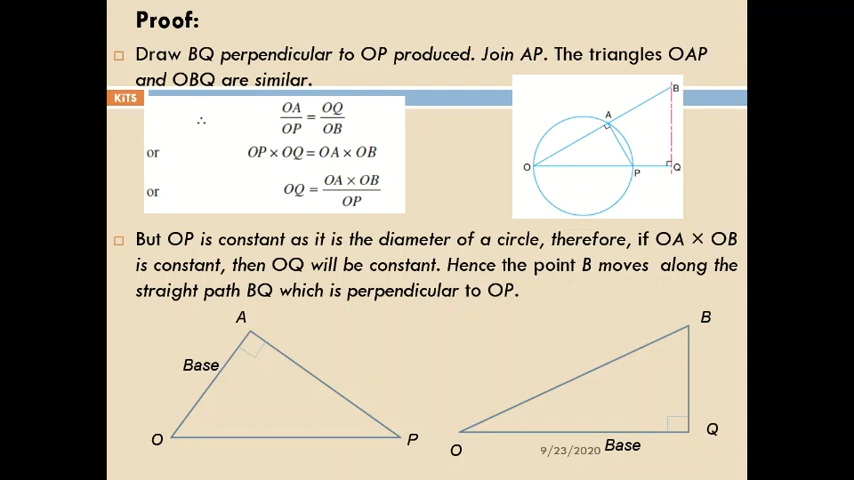 Proof:
Draw BQ perpendicular to OP produced. Join AP. The triangles OAP
and OBQ are similar.
KiTS
∴ OA/OP = OQ/OB
or OP × OQ = OA × OB
or OQ = OA × OB/OP
B
A
O
P
Q
But OP is constant as it is the diameter of a circle, therefore, if OA × OB
is constant, then OQ will be constant. Hence the point B moves along the
straight path BQ which is perpendicular to OP.
A
B
Base
O
P
Q
O
9/23/2020
Base